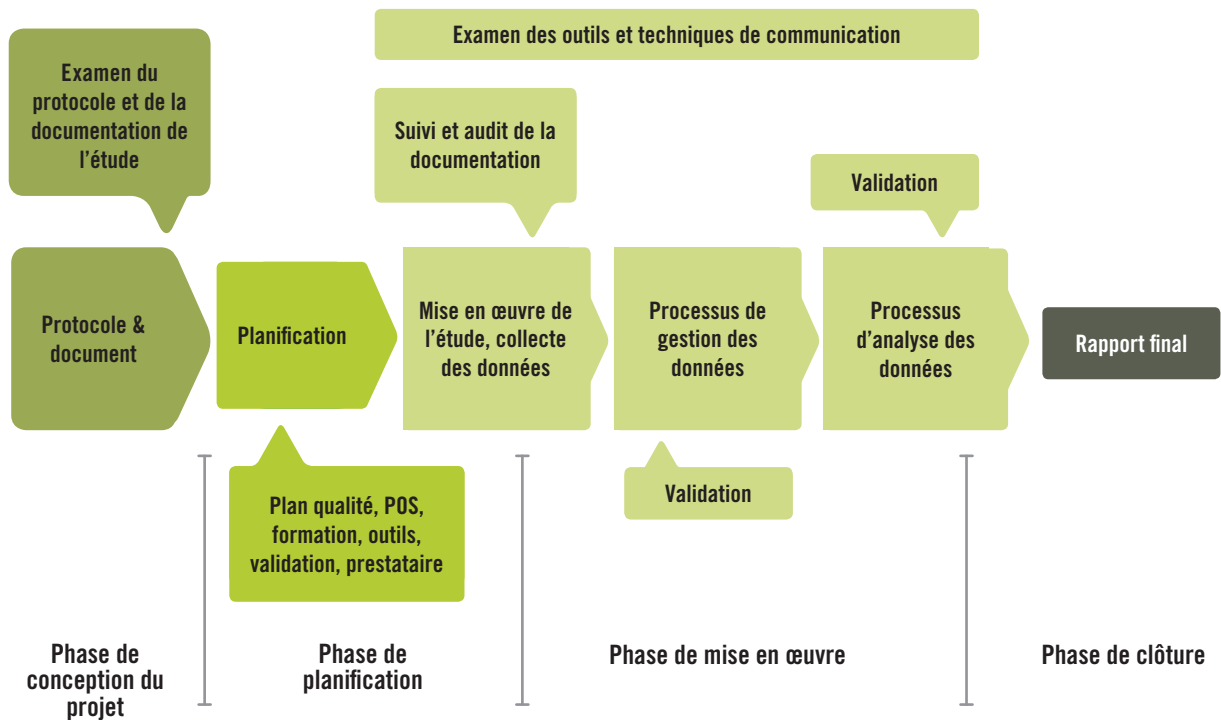 Examen des outils et techniques de communication
Examen du
protocole et de la
documentation de
l'étude
Suivi et audit de la
documentation
Validation
Protocole &
document
Planification
Mise en œuvre de
l'étude, collecte
des données
Processus de
gestion des
données
Processus
d'analyse des
données
Rapport final
Plan qualité, POS,
formation, outils,
validation, prestataire
Validation
Phase de
conception du
projet
Phase de
planification
Phase de mise en œuvre
Phase de clôture